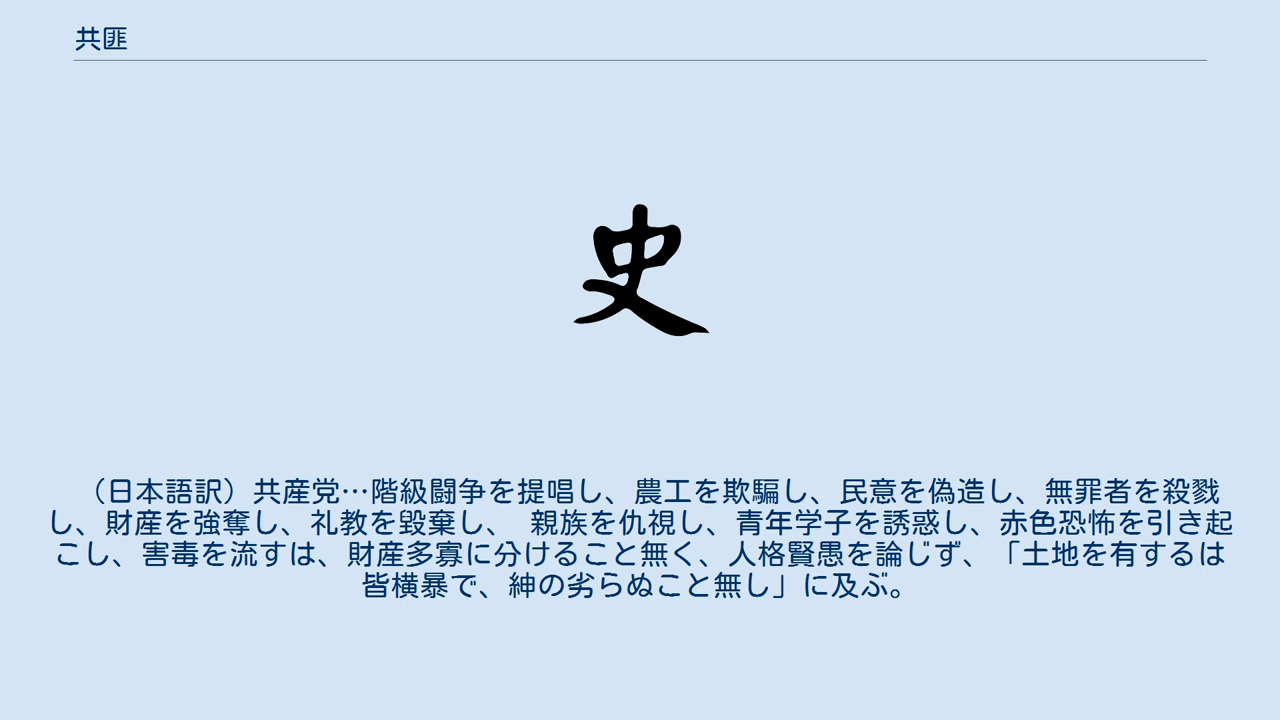 共匪
史
（日本語訳）共産党…階級闘争を提唱し、農工を欺騙し、民意を偽造し、無罪者を殺戮
し、財産を強奪し、礼教を毀棄し、　親族を仇視し、青年学子を誘惑し、赤色恐怖を引き起
こし、害毒を流すは、財産多寡に分けること無く、人格賢愚を論じず、「土地を有するは
皆横暴で、紳の劣らぬこと無し」に及ぶ。